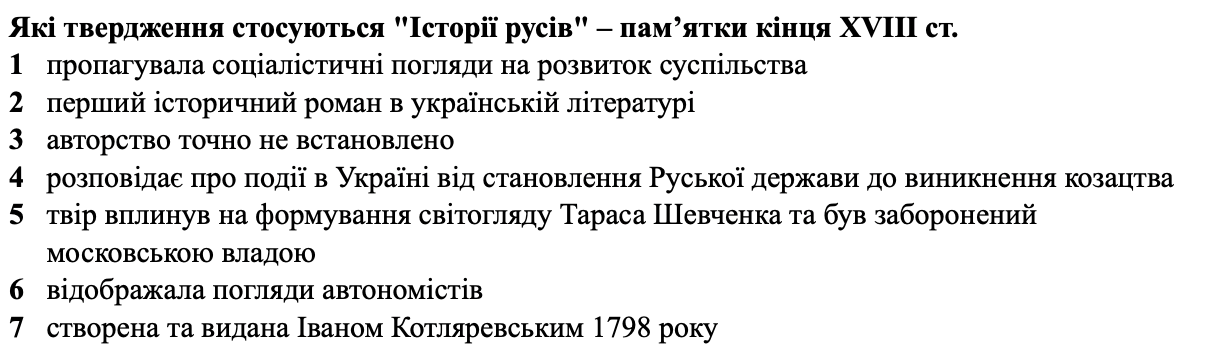 Які твердження стосуються "Історії русів" – пам’ятки кінця XVIII ст.
1 пропагувала соціалістичні погляди на розвиток суспільства
2 перший історичний роман в українській літературі
3 авторство точно не встановлено
4 розповідає про події в Україні від становлення Руської держави до виникнення козацтва
5 твір вплинув на формування світогляду Тараса Шевченка та був заборонений
московською владою
6 відображала погляди автономістів
7 створена та видана Іваном Котляревським 1798 року